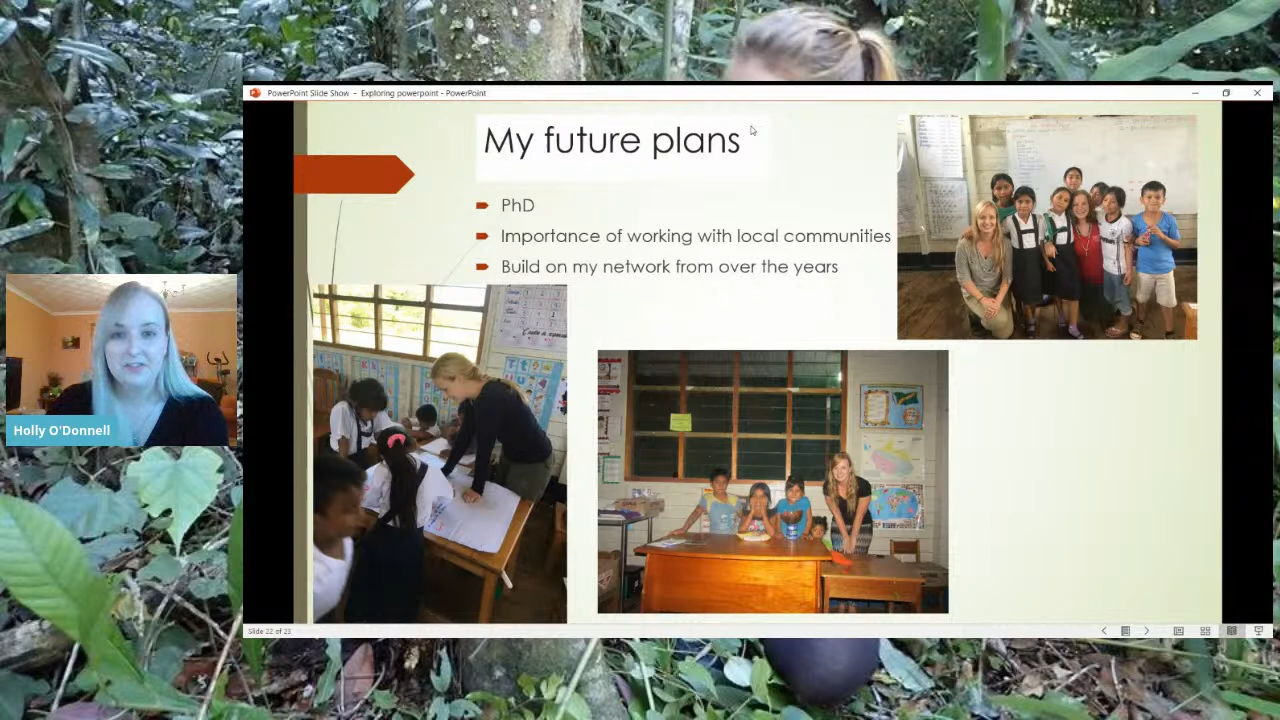 PowerPoint Slide Show - Exploring powerpoint - PowerPoint
My future plans
PhD
Importance of working with local communities
Build on my network from over the years
Holly O'Donnell
Slide 22 of 23